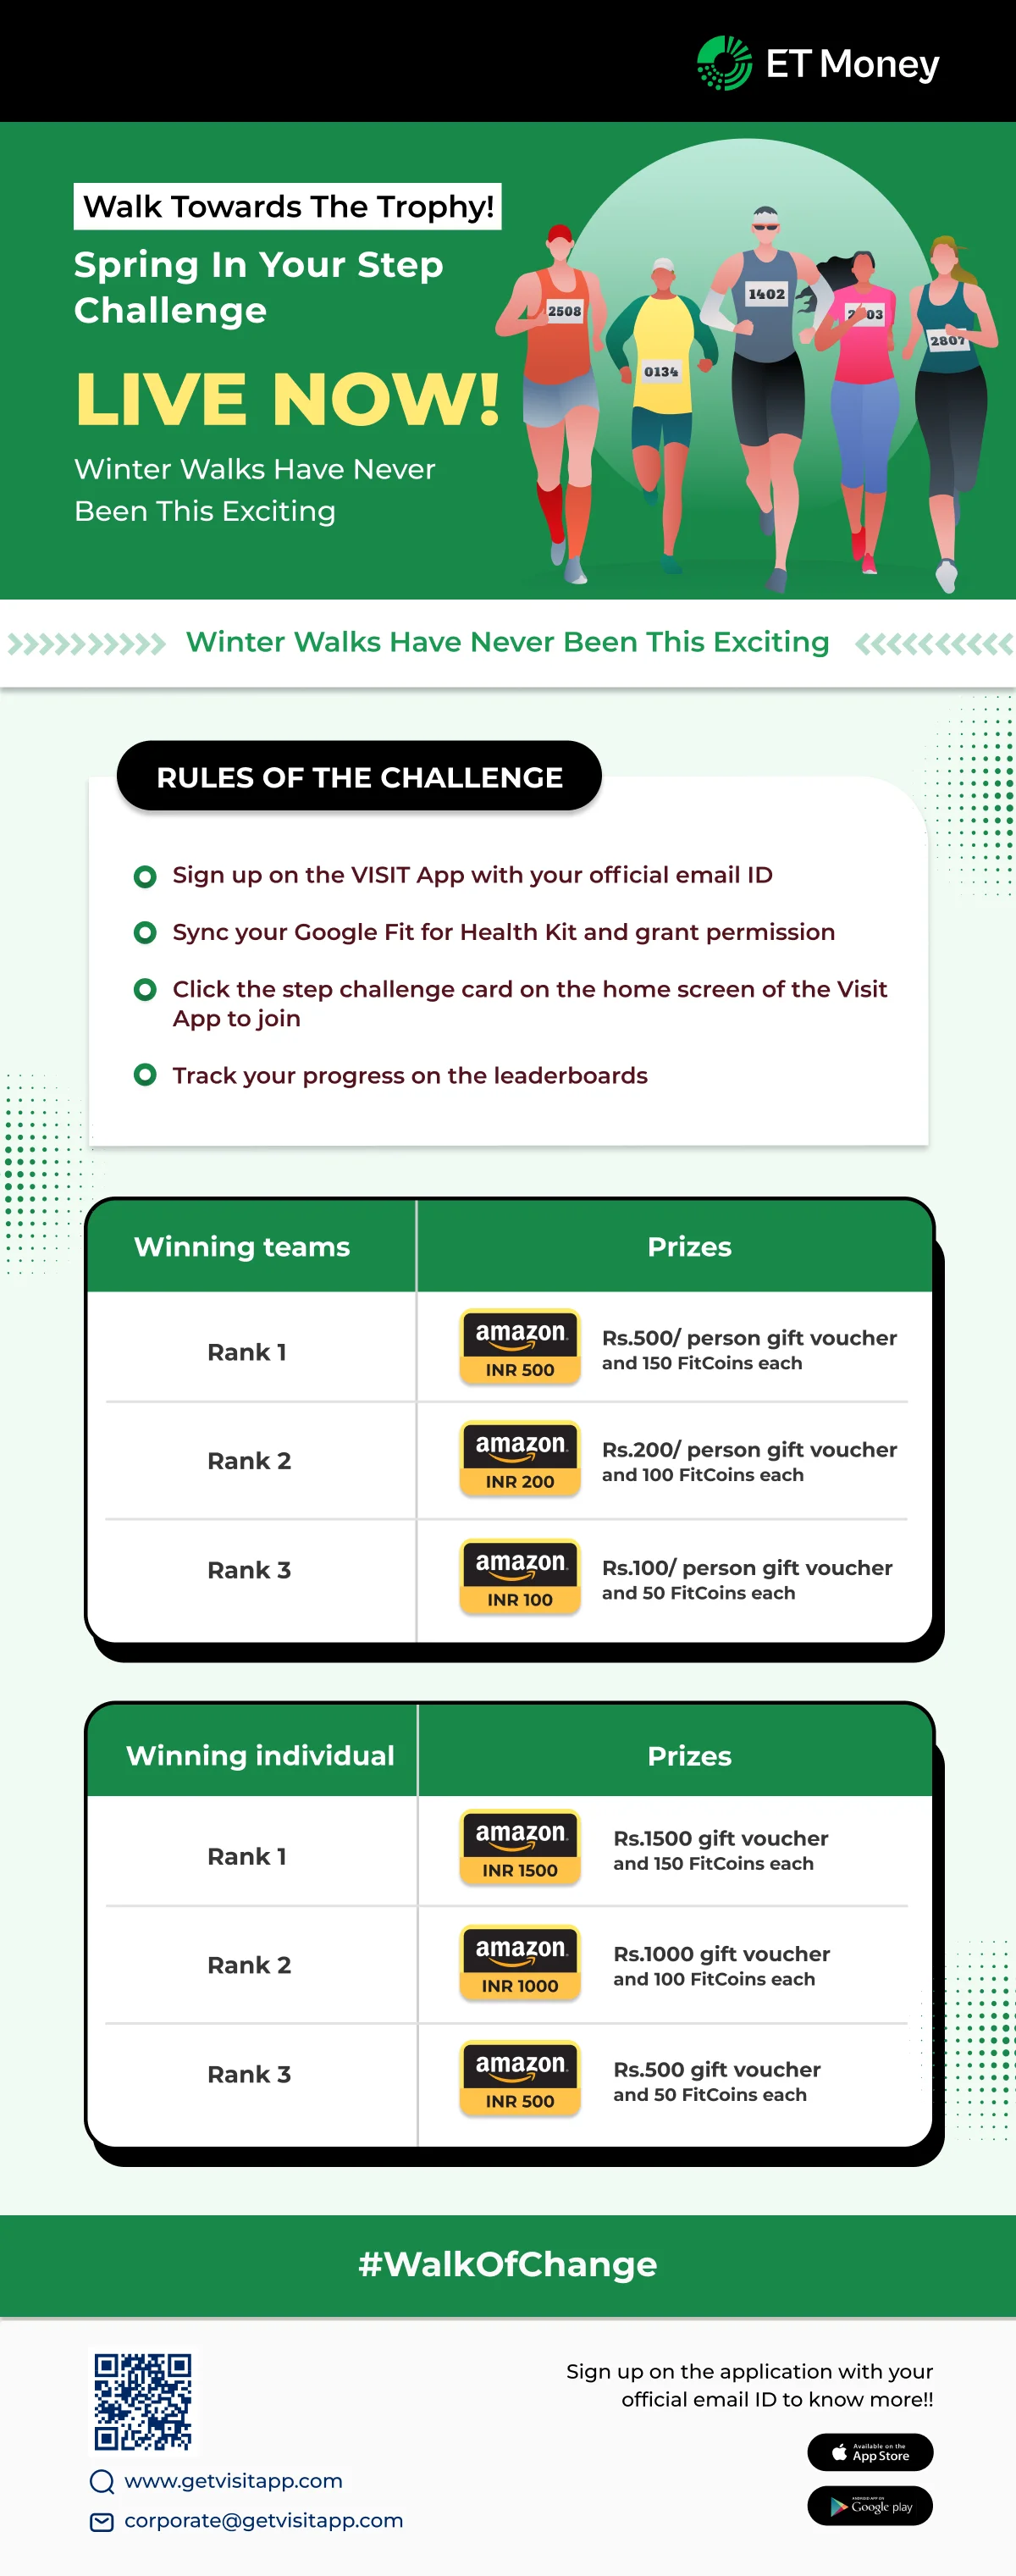 ET Money
Walk Towards The Trophy!
Spring In Your Step
Challenge
LIVE NOW!
Winter Walks Have Never
Been This Exciting
2508
0134
1402
2807
Winter Walks Have Never Been This Exciting
RULES OF THE CHALLENGE
Sign up on the VISIT App with your official email ID
Sync your Google Fit for Health Kit and grant permission
Click the step challenge card on the home screen of the Visit
App to join
Track your progress on the leaderboards
Winning teams
Prizes
Rank 1
amazon
INR 500
Rs.500/ person gift voucher
and 150 FitCoins each
Rank 2
amazon
INR 200
Rs.200/ person gift voucher
and 100 FitCoins each
Rank 3
amazon
INR 100
Rs.100/ person gift voucher
and 50 FitCoins each
Winning individual
Prizes
Rank 1
amazon
INR 1500
Rs.1500 gift voucher
and 150 FitCoins each
Rank 2
amazon
INR 1000
Rs.1000 gift voucher
and 100 FitCoins each
Rank 3
amazon
INR 500
Rs.500 gift voucher
and 50 FitCoins each
#WalkOfChange
Sign up on the application with your
official email ID to know more!!
Available on the
App Store
ANDROID APP ON
Google play
www.getvisitapp.com
corporate@getvisitapp.com